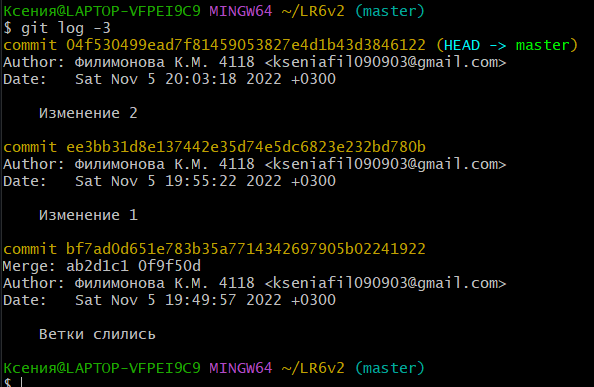 Ксения@LAPTOP-VFPEI9C9 MINGW64 ~/LR6v2 (master)
$ git log -3
commit 04f530499ead7f81459053827e4d1b43d3846122 (HEAD -> master)
Author: Филимонова К.М. 4118 <kseniafil090903@gmail.com>
Date:   Sat Nov 5 20:03:18 2022 +0300
Изменение 2
commit ee3bb31d8e137442e35d74e5dc6823e232bd780b
Author: Филимонова К.М. 4118 <kseniafil090903@gmail.com>
Date:   Sat Nov 5 19:55:22 2022 +0300
Изменение 1
commit bf7ad0d651e783b35a7714342697905b02241922
Merge: ab2d1c1 0f9f50d
Author: Филимонова К.М. 4118 <kseniafil090903@gmail.com>
Date:   Sat Nov 5 19:49:57 2022 +0300
Ветки слились
Ксения@LAPTOP-VFPEI9C9 MINGW64 ~/LR6v2 (master)
$